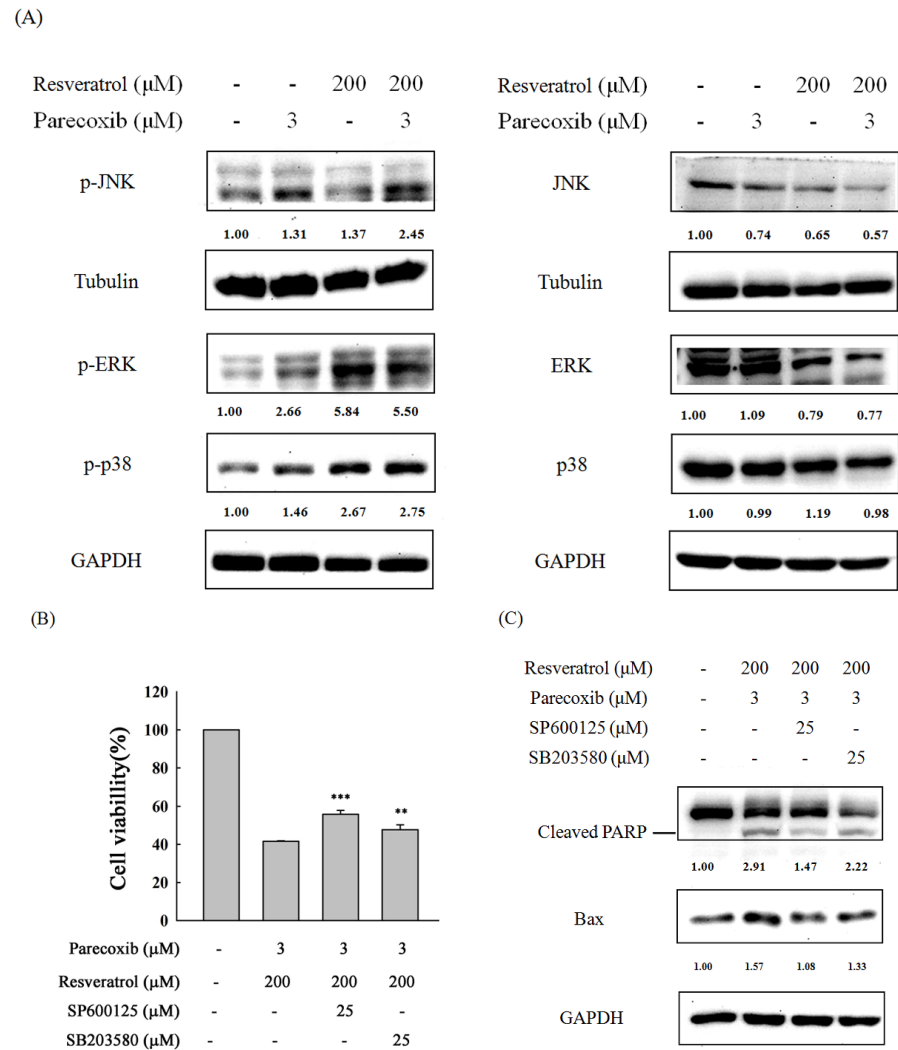 (A)
Resveratrol (μM) - - 200 200
Parecoxib (μM) - 3 - 3
p-JNK
1.00 1.31 1.37 2.45
Tubulin
p-ERK
1.00 2.66 5.84 5.50
p-p38
1.00 1.46 2.67 2.75
GAPDH
Resveratrol (μM) - - 200 200
Parecoxib (μM) - 3 - 3
JNK
1.00 0.74 0.65 0.57
Tubulin
ERK
1.00 1.09 0.79 0.77
p38
1.00 0.99 1.19 0.98
GAPDH
(B)
Cell viabillity(%)
120
100
80
60
40
20
0
*** **
Parecoxib (μM) - 3 3 3
Resveratrol (μM) - 200 200 200
SP600125 (μM) - - 25 -
SB203580 (μM) - - - 25
(C)
Resveratrol (μM) - 200 200 200
Parecoxib (μM) - 3 3 3
SP600125 (μM) - - 25 -
SB203580 (μM) - - - 25
Cleaved PARP
1.00 2.91 1.47 2.22
Bax
1.00 1.57 1.08 1.33
GAPDH